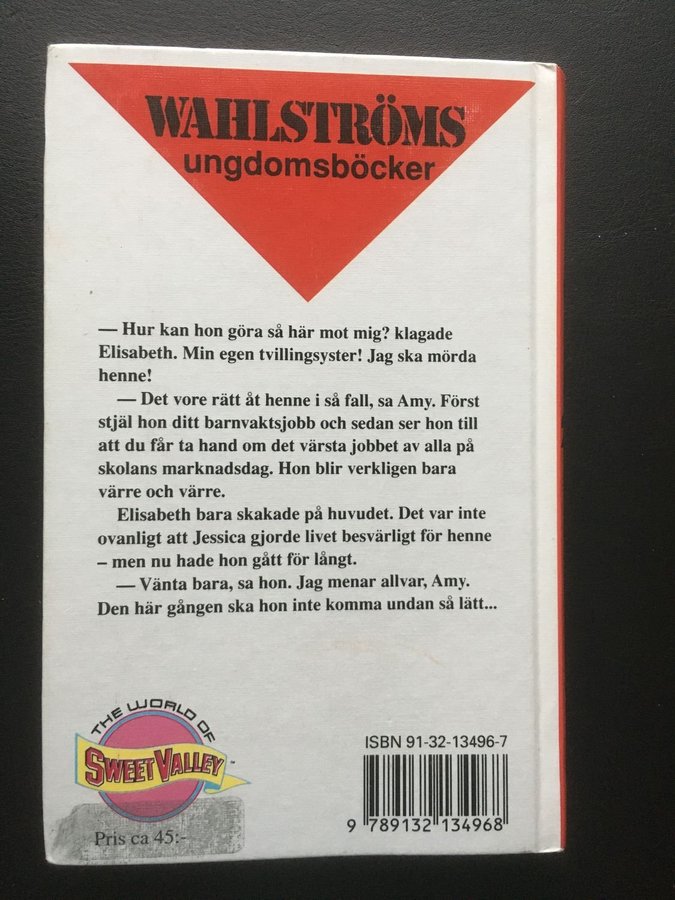 WAHLSTRÖMS
ungdomsböcker
— Hur kan hon göra så här mot mig? klagade
Elisabeth. Min egen tvillingsyster! Jag ska mörda
henne!
— Det vore rätt åt henne i så fall, sa Amy. Först
stjäl hon ditt barnvaktsjobb och sedan ser hon till
att du får ta hand om det värsta jobbet av alla på
skolans marknadsdag. Hon blir verkligen bara
värre och värre.
Elisabeth bara skakade på huvudet. Det var inte
ovanligt att Jessica gjorde livet besvärligt för henne
– men nu hade hon gått för långt.
— Vänta bara, sa hon. Jag menar allvar, Amy.
Den här gången ska hon inte komma undan så lätt...
THE WORLD OF
SWEET VALLEY™
Pris ca 45:-
ISBN 91-32-13496-7
9 789132 134968